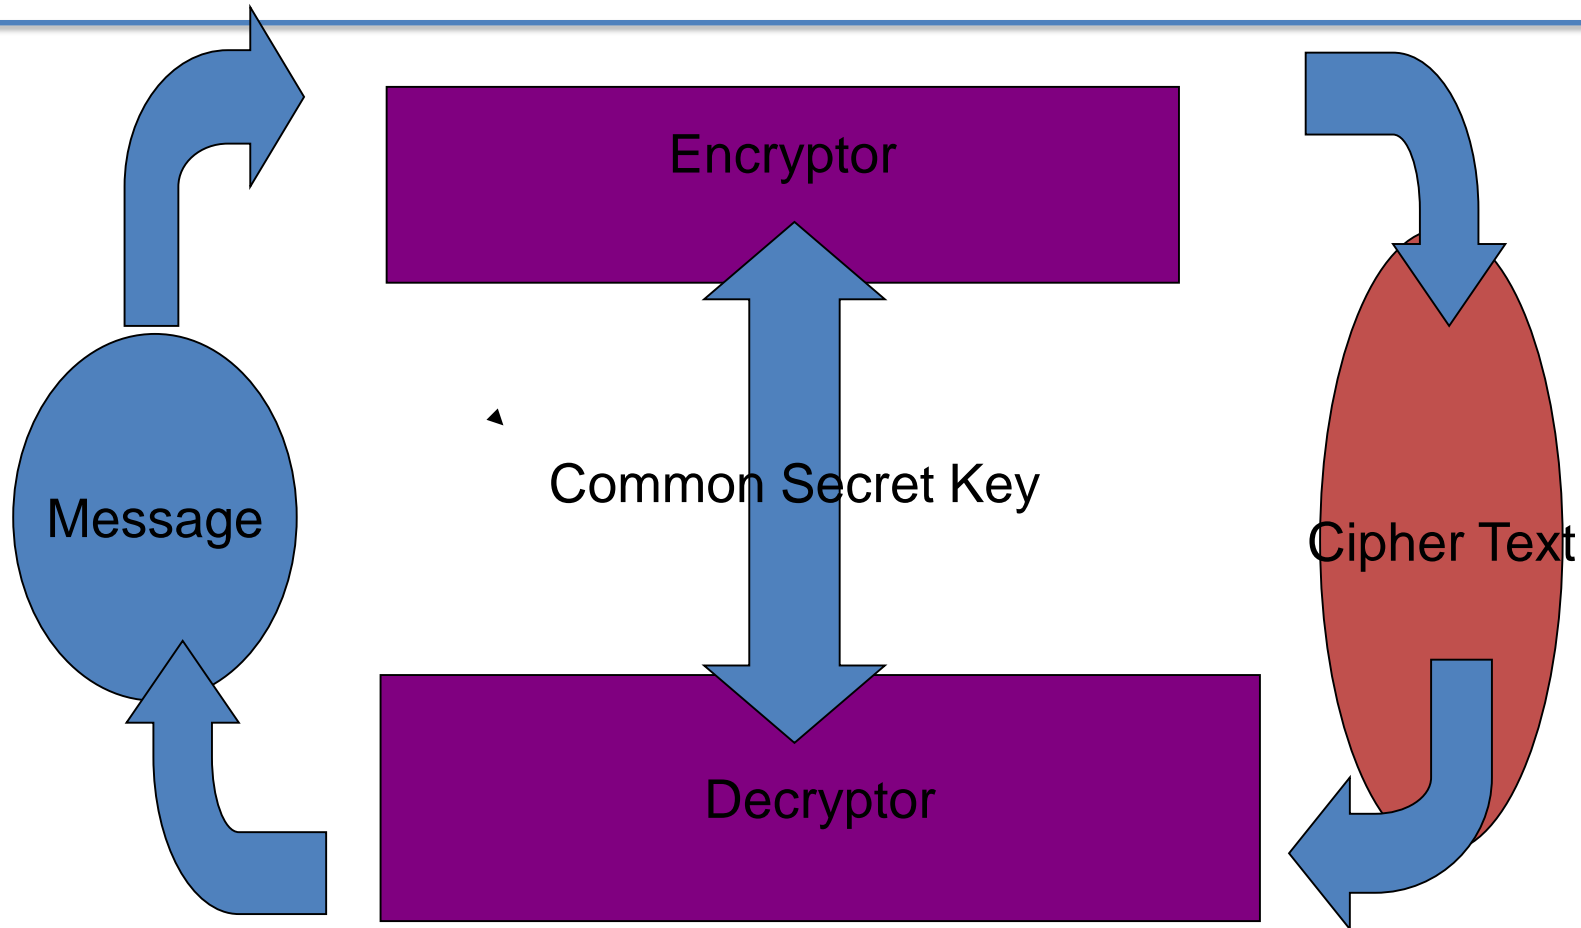 Encryptor
Common Secret Key
Message
Cipher Text
Decryptor